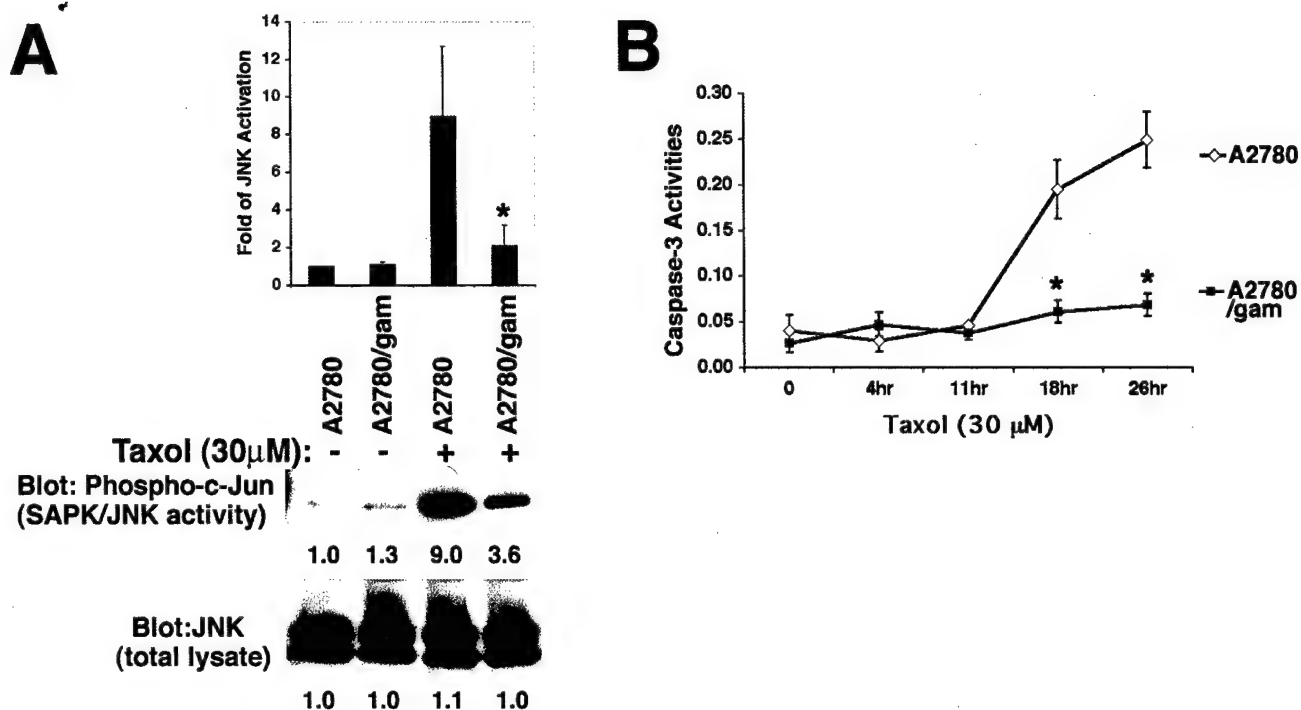 A
14
12
10
8
6
4
2
0
Fold of JNK Activation
*
A2780
A2780/gam
A2780
A2780/gam
Taxol (30μM): - - + +
Blot: Phospho-c-Jun
(SAPK/JNK activity)
1.0 1.3 9.0 3.6
Blot:JNK
(total lysate)
1.0 1.0 1.1 1.0
B
0.30
0.25
0.20
0.15
0.10
0.05
0.00
Caspase-3 Activities
* *
0 4hr 11hr 18hr 26hr
Taxol (30 μM)
A2780
A2780
/gam